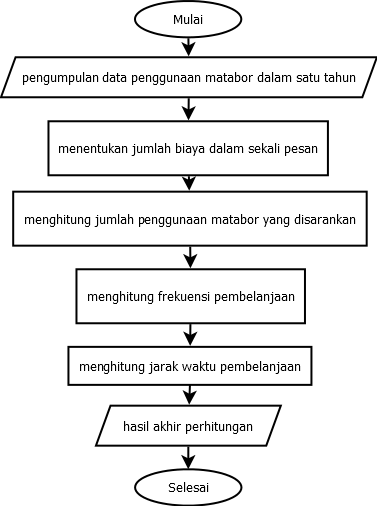 Mulai
pengumpulan data penggunaan matabor dalam satu tahun
menentukan jumlah biaya dalam sekali pesan
menghitung jumlah penggunaan matabor yang disarankan
menghitung frekuensi pembelanjaan
menghitung jarak waktu pembelanjaan
hasil akhir perhitungan
Selesai